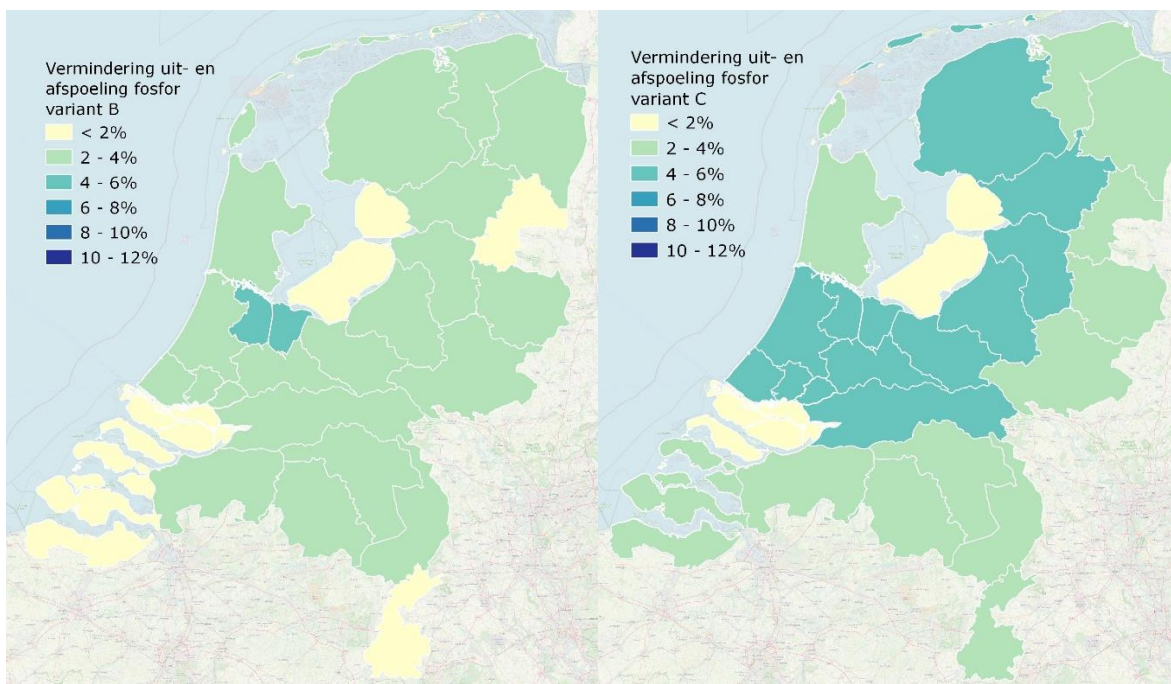 Vermindering uit- en
afspoeling fosfor
variant B
< 2%
2 - 4%
4 - 6%
6 - 8%
8 - 10%
10 - 12%
Vermindering uit- en
afspoeling fosfor
variant C
< 2%
2 - 4%
4 - 6%
6 - 8%
8 - 10%
10 - 12%